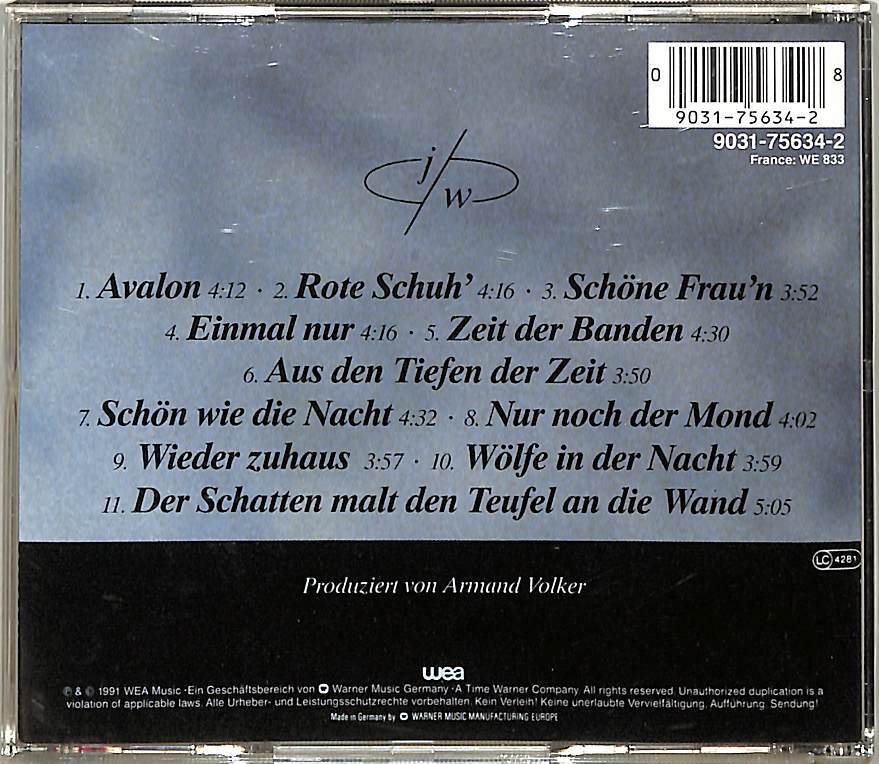 0 8
9031-75634-2
9031-75634-2
France: WE 833
j/w
1. Avalon 4:12 · 2. Rote Schuh' 4:16 · 3. Schöne Frau'n 3:52
4. Einmal nur 4:16 · 5. Zeit der Banden 4:30
6. Aus den Tiefen der Zeit 3:50
7. Schön wie die Nacht 4:32 · 8. Nur noch der Mond 4:02
9. Wieder zuhaus 3:57 · 10. Wölfe in der Nacht 3:59
11. Der Schatten malt den Teufel an die Wand 5:05
LC 4281
Produziert von Armand Volker
wea
℗ & © 1991 WEA Music · Ein Geschäftsbereich von Warner Music Germany · A Time Warner Company. All rights reserved. Unauthorized duplication is a
violation of applicable laws. Alle Urheber- und Leistungsschutzrechte vorbehalten. Kein Verleih! Keine unerlaubte Vervielfältigung, Aufführung, Sendung!
Made in Germany by WARNER MUSIC MANUFACTURING EUROPE